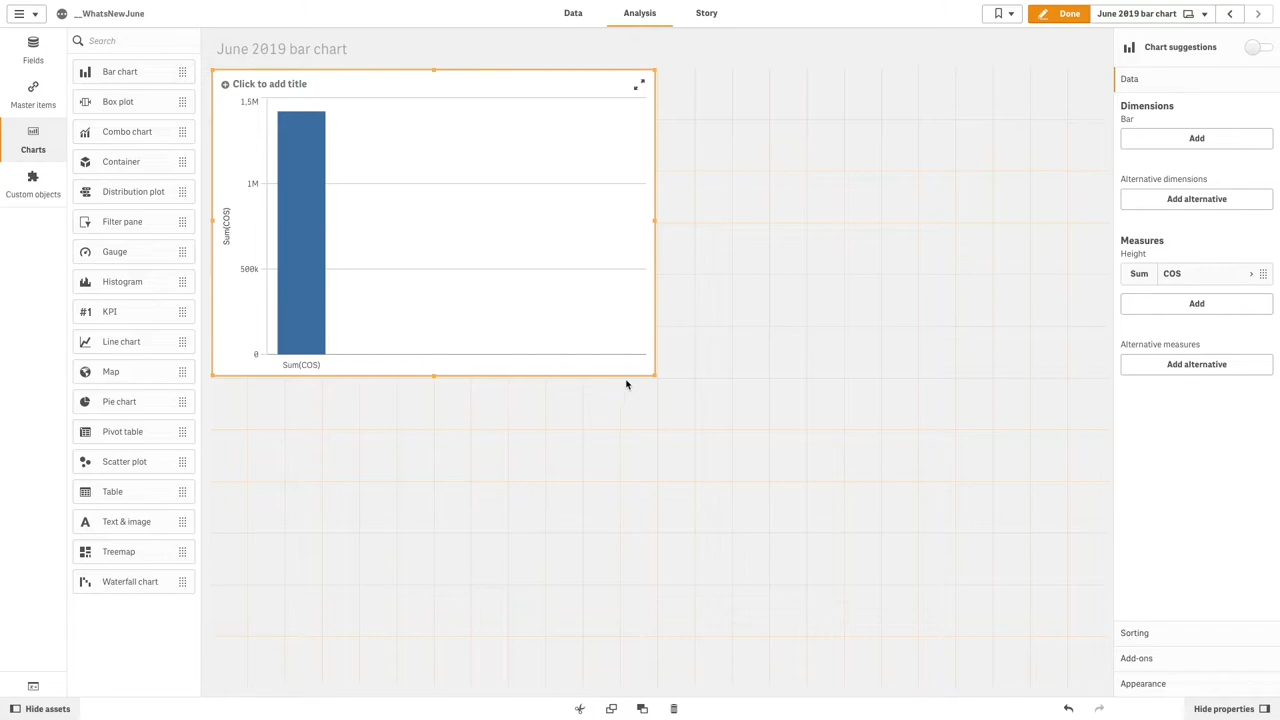 __WhatsNewJune
Data
Analysis
Story
Done
June 2019 bar chart
Fields
Master items
Charts
Custom objects
Search
Bar chart
Box plot
Combo chart
Container
Distribution plot
Filter pane
Gauge
Histogram
#1 KPI
Line chart
Map
Pie chart
Pivot table
Scatter plot
Table
A Text & image
Treemap
Waterfall chart
June 2019 bar chart
Click to add title
Sum(COS)
1.5M
1M
500k
0
Sum(COS)
Chart suggestions
Data
Dimensions
Bar
Add
Alternative dimensions
Add alternative
Measures
Height
Sum COS
Add
Alternative measures
Add alternative
Sorting
Add-ons
Appearance
Hide assets
Hide properties